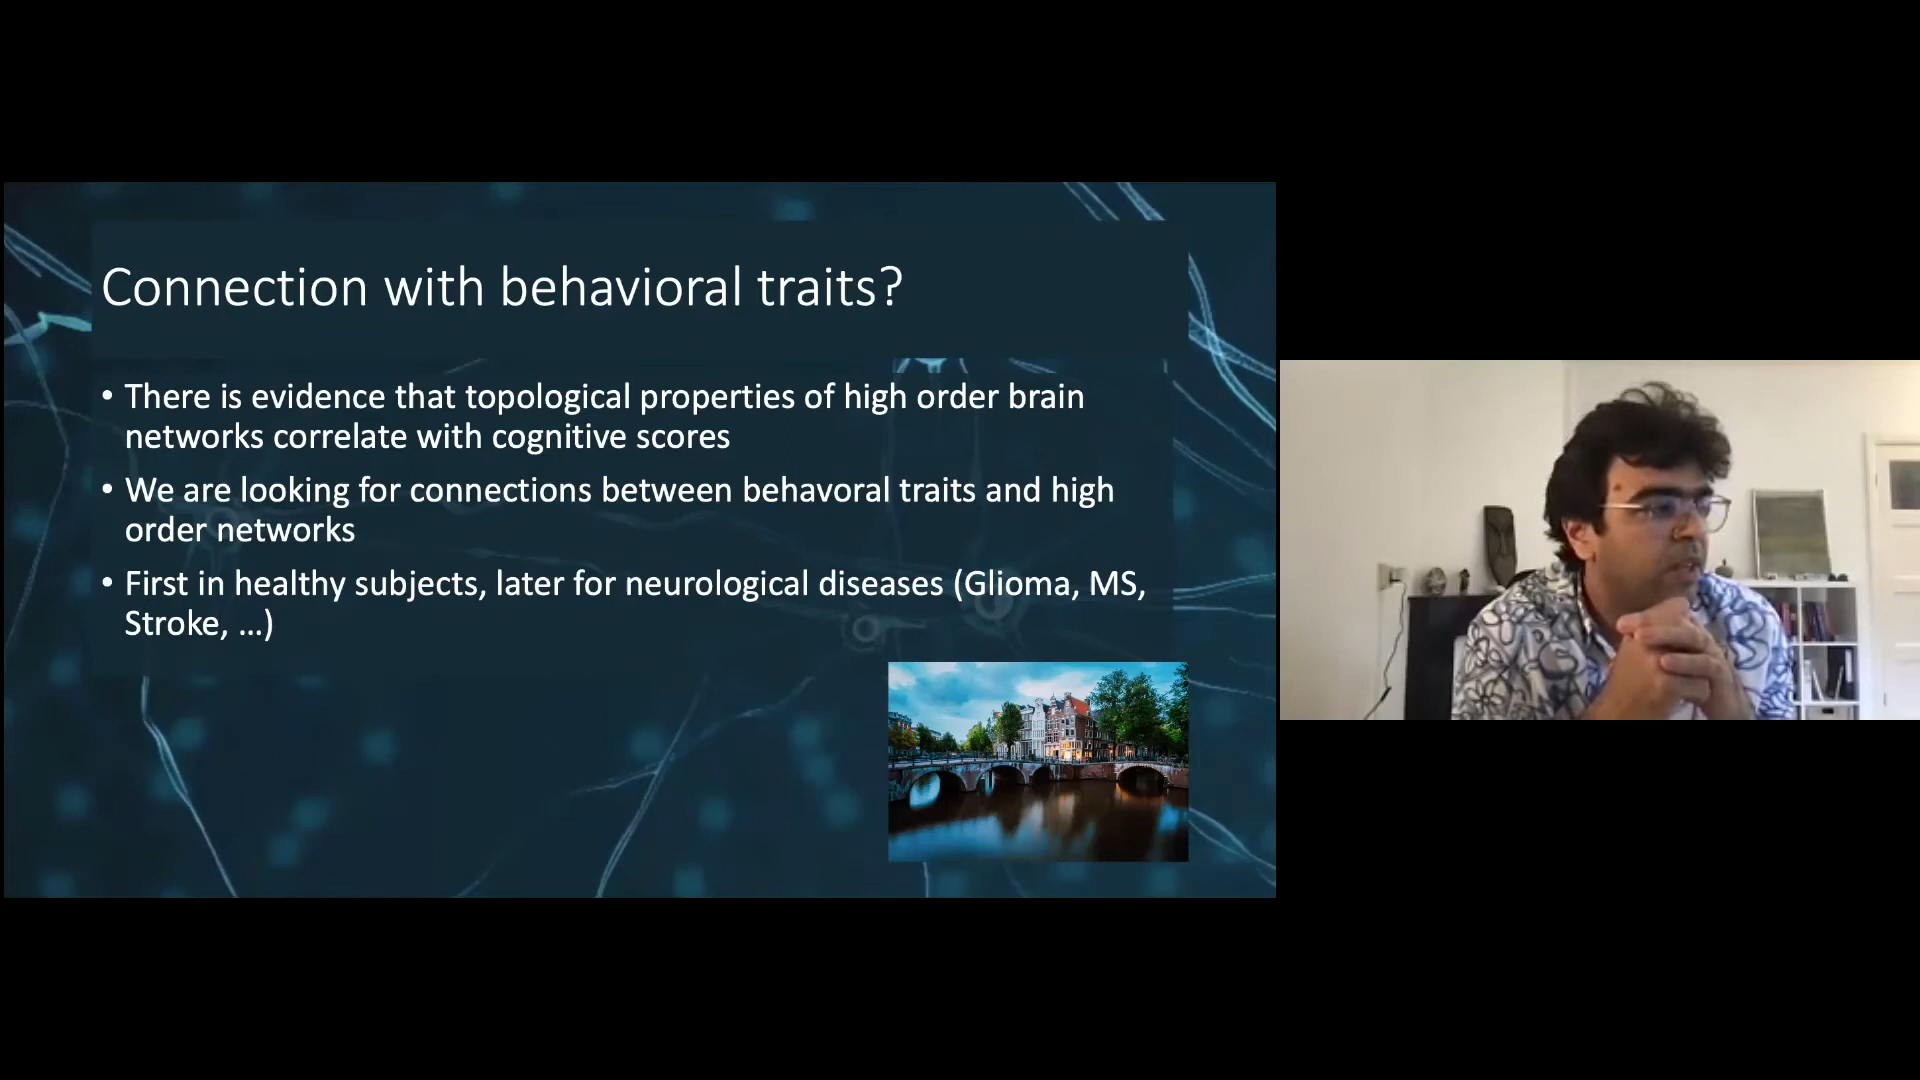 Connection with behavioral traits?
• There is evidence that topological properties of high order brain
networks correlate with cognitive scores
• We are looking for connections between behavoral traits and high
order networks
• First in healthy subjects, later for neurological diseases (Glioma, MS,
Stroke, ...)